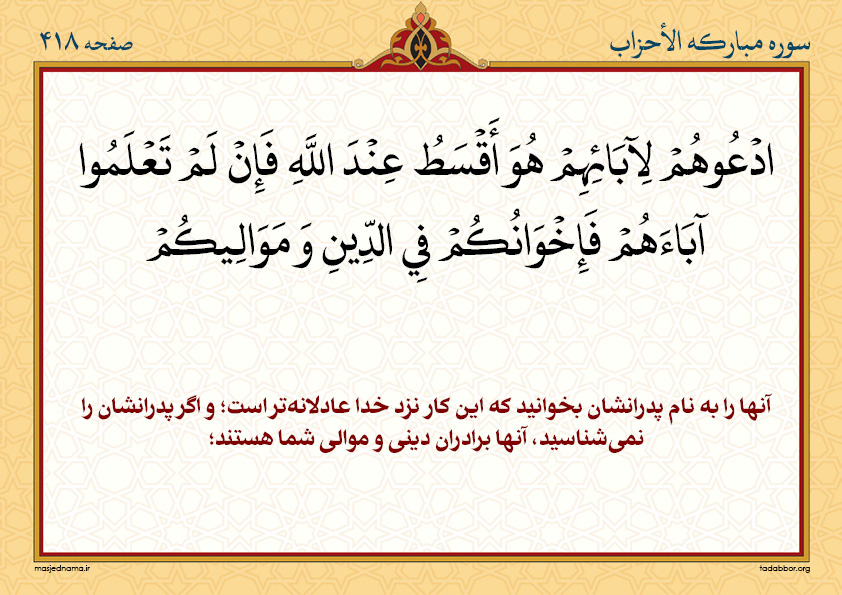 سوره مبارکه الأحزاب
صفحه ۴۱۸
ادْعُوهُمْ لِآبَائِهِمْ هُوَ أَقْسَطُ عِنْدَ اللَّهِ فَإِنْ لَمْ تَعْلَمُوا
آبَاءَهُمْ فَإِخْوَانُكُمْ فِي الدِّينِ وَ مَوَالِيكُمْ
آنها را به نام پدرانشان بخوانید که این کار نزد خدا عادلانه‌تر است؛ و اگر پدرانشان را
نمی‌شناسید، آنها برادران دینی و موالی شما هستند؛
masjednama.ir
tadabbor.org